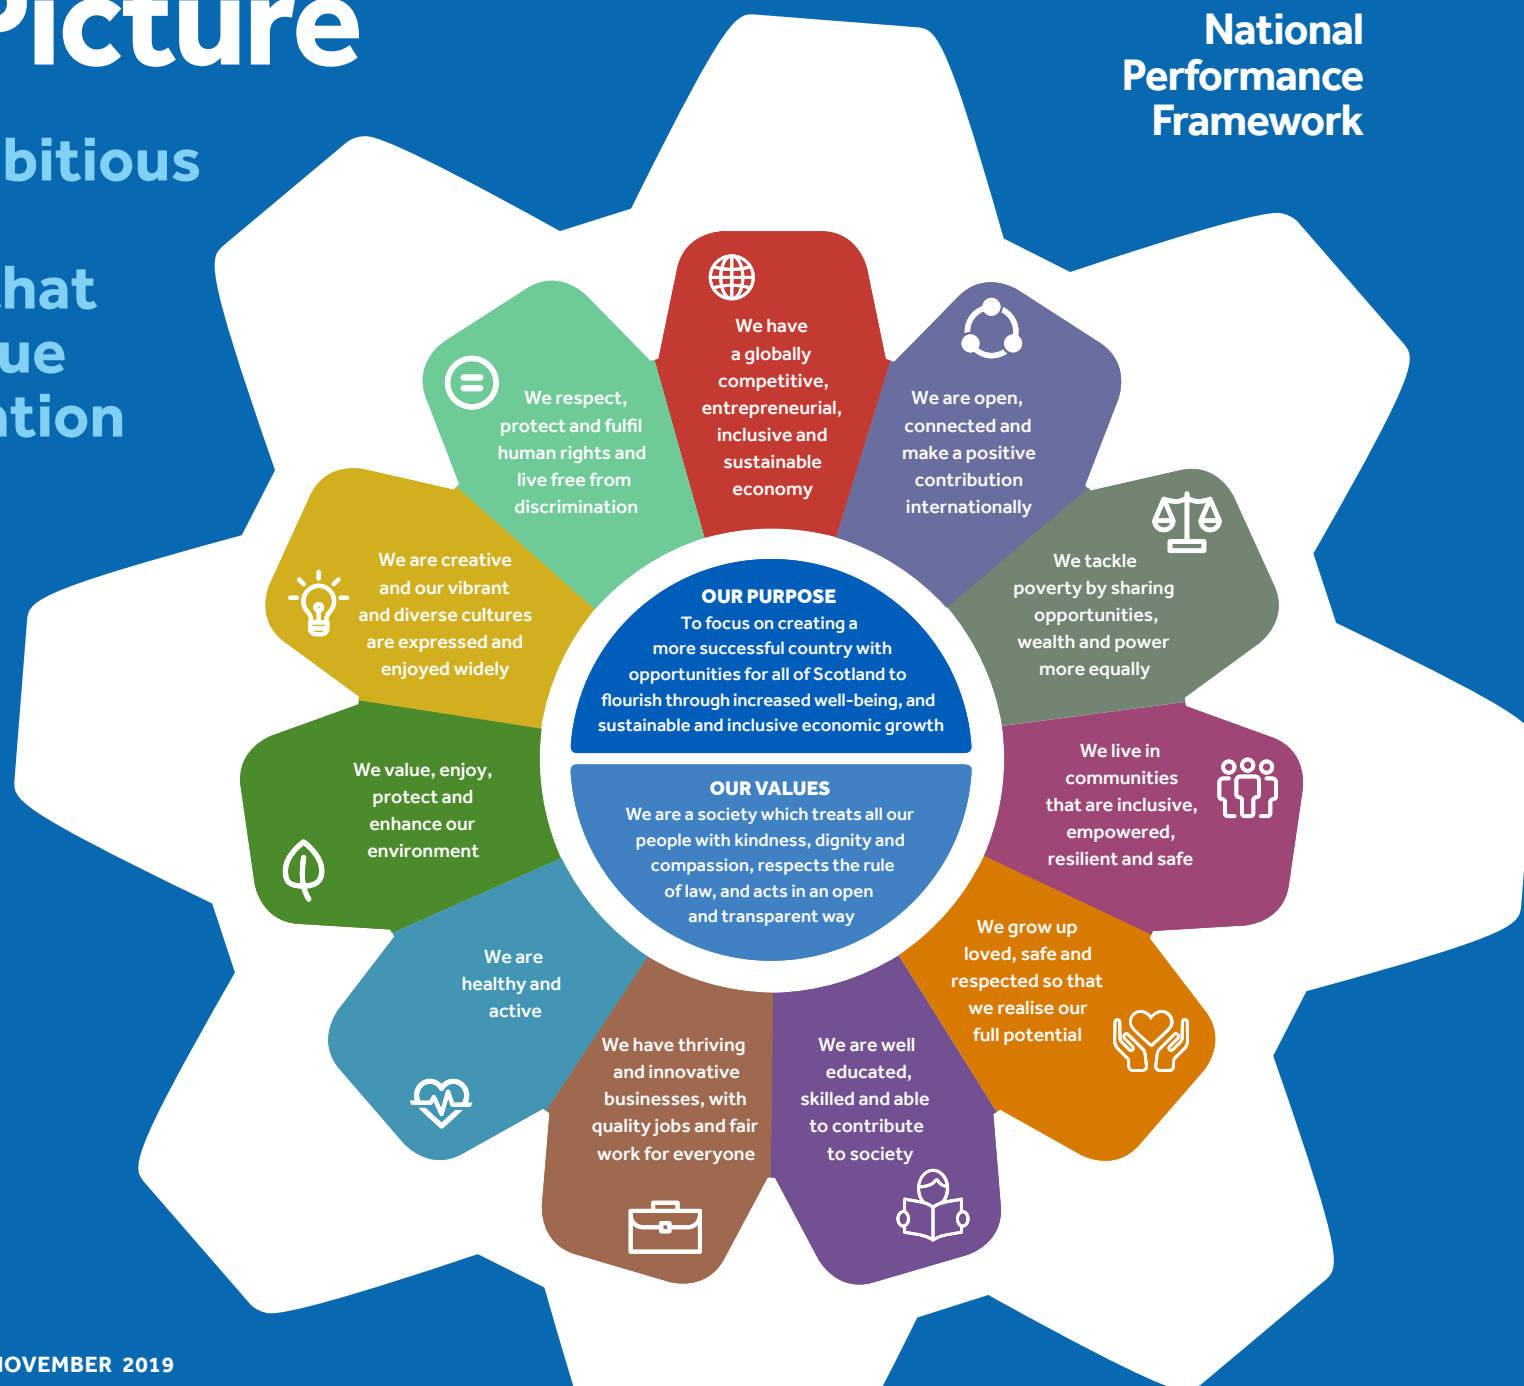 Picture
bitious
hat
ue
ation
National
Performance
Framework
We have
a globally
competitive,
entrepreneurial,
inclusive and
sustainable
economy
We are open,
connected and
make a positive
contribution
internationally
We tackle
poverty by sharing
opportunities,
wealth and power
more equally
We live in
communities
that are inclusive,
empowered,
resilient and safe
We grow up
loved, safe and
respected so that
we realise our
full potential
We are well
educated,
skilled and able
to contribute
to society
We have thriving
and innovative
businesses, with
quality jobs and fair
work for everyone
We are
healthy and
active
We value, enjoy,
protect and
enhance our
environment
We are creative
and our vibrant
and diverse cultures
are expressed and
enjoyed widely
We respect,
protect and fulfil
human rights and
live free from
discrimination
OUR PURPOSE
To focus on creating a
more successful country with
opportunities for all of Scotland to
flourish through increased well-being, and
sustainable and inclusive economic growth
OUR VALUES
We are a society which treats all our
people with kindness, dignity and
compassion, respects the rule
of law, and acts in an open
and transparent way
NOVEMBER 2019